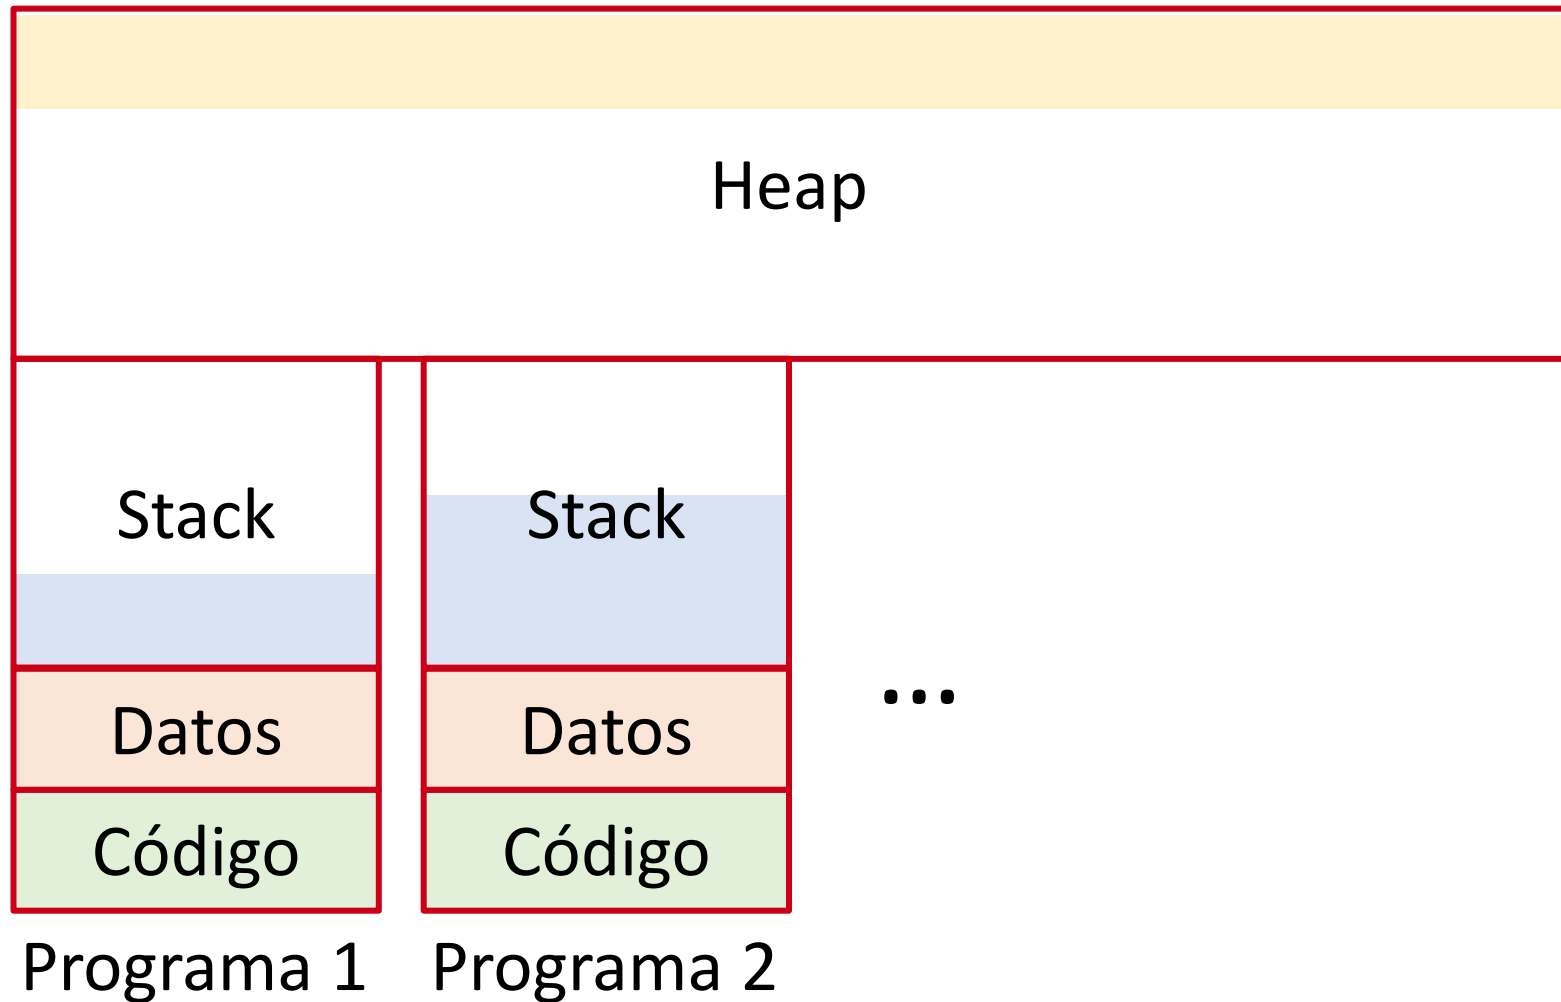 Heap
Stack Stack
...
Datos Datos
Código Código
Programa 1 Programa 2